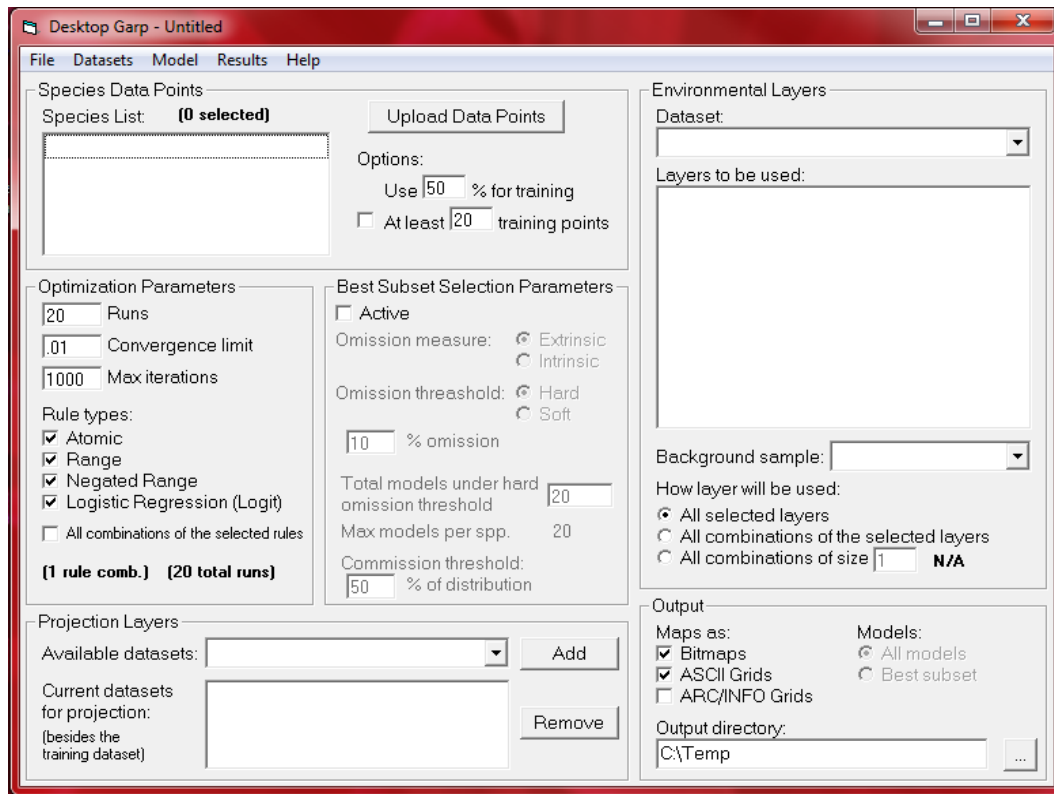 Desktop Garp - Untitled
File Datasets Model Results Help
Species Data Points
Species List: (0 selected)
Upload Data Points
Options:
Use 50 % for training
At least 20 training points
Optimization Parameters
20 Runs
.01 Convergence limit
1000 Max iterations
Rule types:
Atomic
Range
Negated Range
Logistic Regression (Logit)
All combinations of the selected rules
(1 rule comb.) (20 total runs)
Best Subset Selection Parameters
Active
Omission measure: Extrinsic
Intrinsic
Omission threashold: Hard
Soft
10 % omission
Total models under hard
omission threshold 20
Max models per spp. 20
Commission threshold:
50 % of distribution
Projection Layers
Available datasets:
Add
Current datasets
for projection:
(besides the
training dataset)
Remove
Environmental Layers
Dataset:
Layers to be used:
Background sample:
How layer will be used:
All selected layers
All combinations of the selected layers
All combinations of size 1 N/A
Output
Maps as:
Bitmaps
ASCII Grids
ARC/INFO Grids
Models:
All models
Best subset
Output directory:
C:\Temp
...